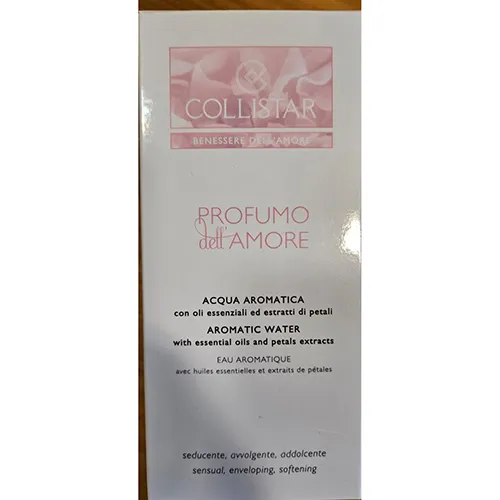 COLLISTAR
BENESSERE DELL'AMORE
PROFUMO
dell'AMORE
ACQUA AROMATICA
con oli essenziali ed estratti di petali
AROMATIC WATER
with essential oils and petals extracts
EAU AROMATIQUE
avec huiles essentielles et extraits de pétales
seducente, avvolgente, addolcente
sensual, enveloping, softening